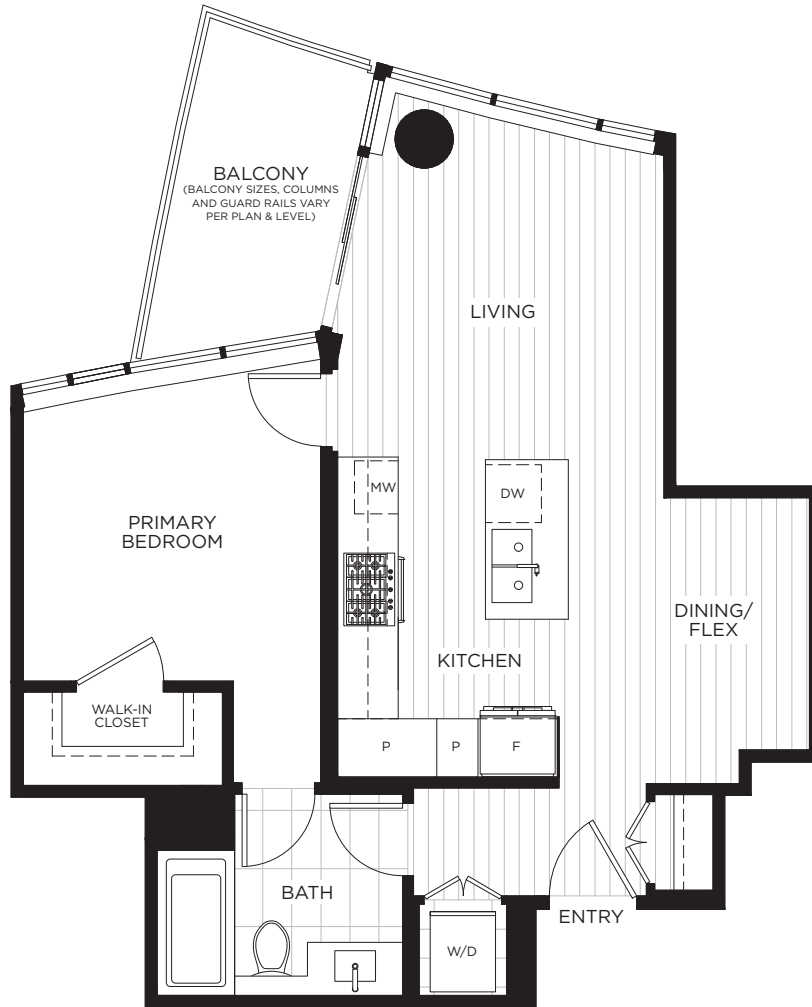 BALCONY
(BALCONY SIZES, COLUMNS
AND GUARD RAILS VARY
PER PLAN & LEVEL)
LIVING
MW
DW
PRIMARY
BEDROOM
DINING/
FLEX
KITCHEN
WALK-IN
CLOSET
P
P
F
BATH
ENTRY
W/D